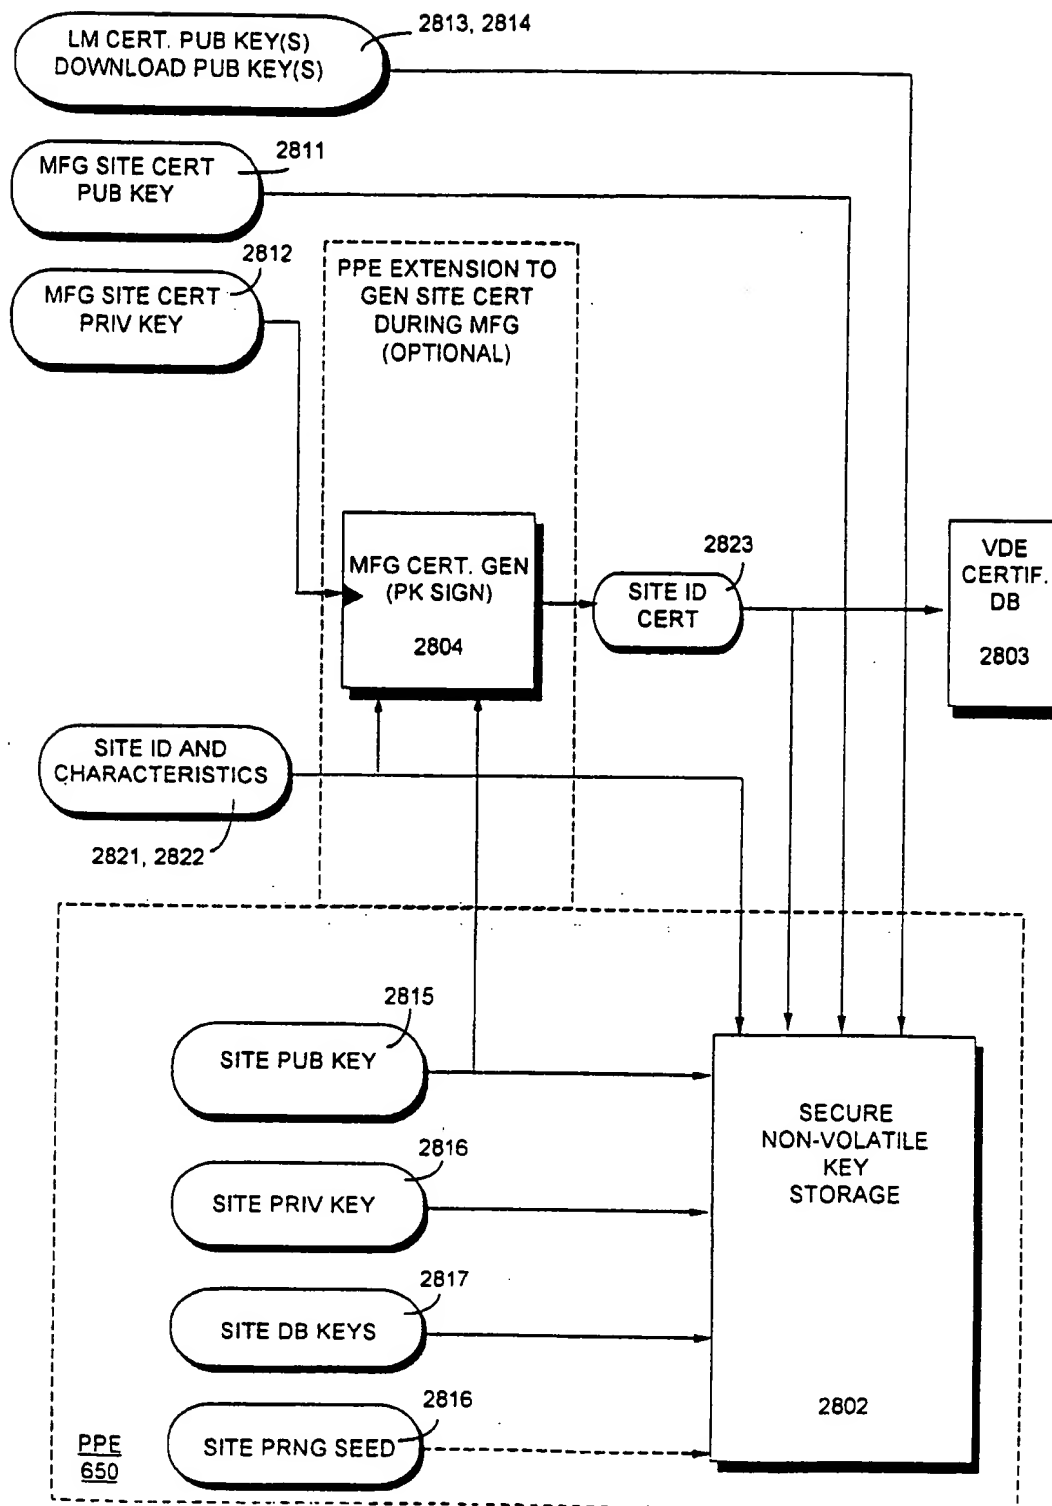 LM CERT. PUB KEY(S)
DOWNLOAD PUB KEY(S)
2813, 2814
MFG SITE CERT
PUB KEY
2811
MFG SITE CERT
PRIV KEY
2812
PPE EXTENSION TO
GEN SITE CERT
DURING MFG
(OPTIONAL)
MFG CERT. GEN
(PK SIGN)
2804
SITE ID
CERT
2823
VDE
CERTIF.
DB
2803
SITE ID AND
CHARACTERISTICS
2821, 2822
SITE PUB KEY
2815
SITE PRIV KEY
2816
SITE DB KEYS
2817
SITE PRNG SEED
2816
SECURE
NON-VOLATILE
KEY
STORAGE
2802
PPE
650